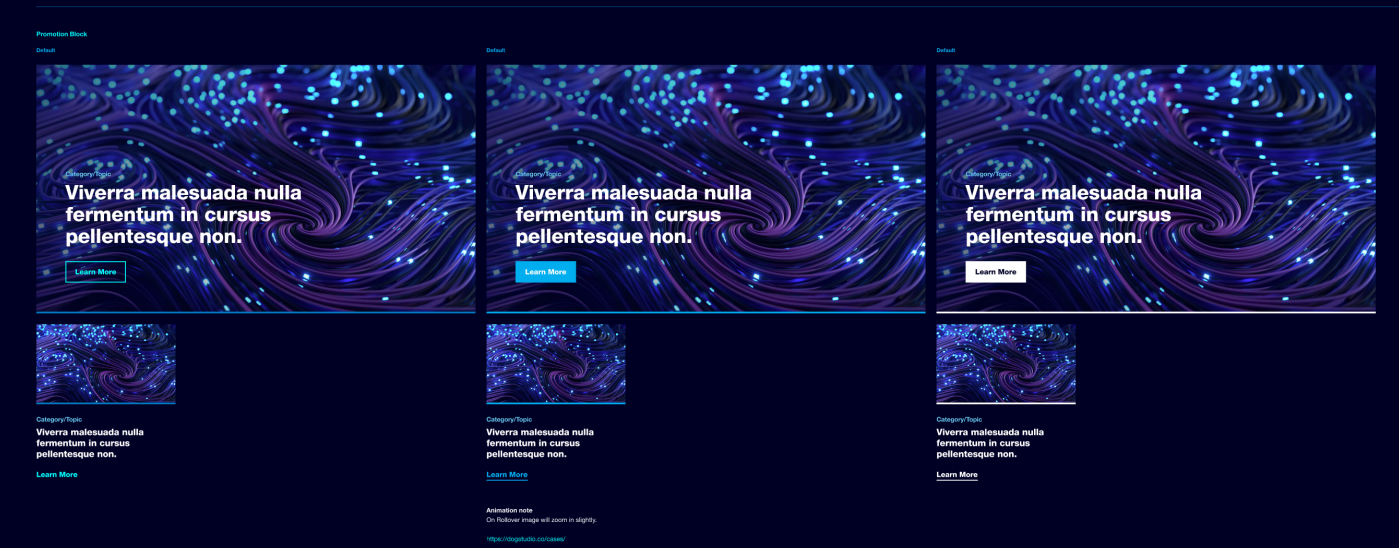 Promotion Block
Default
Default
Default
Category/Topic
Viverra malesuada nulla
fermentum in cursus
pellentesque non.
Learn More
Category/Topic
Viverra malesuada nulla
fermentum in cursus
pellentesque non.
Learn More
Category/Topic
Viverra malesuada nulla
fermentum in cursus
pellentesque non.
Learn More
Category/Topic
Viverra malesuada nulla
fermentum in cursus
pellentesque non.
Learn More
Category/Topic
Viverra malesuada nulla
fermentum in cursus
pellentesque non.
Learn More
Category/Topic
Viverra malesuada nulla
fermentum in cursus
pellentesque non.
Learn More
Animation note
On Rollover image will zoom in slightly.
https://dogstudio.co/cases/